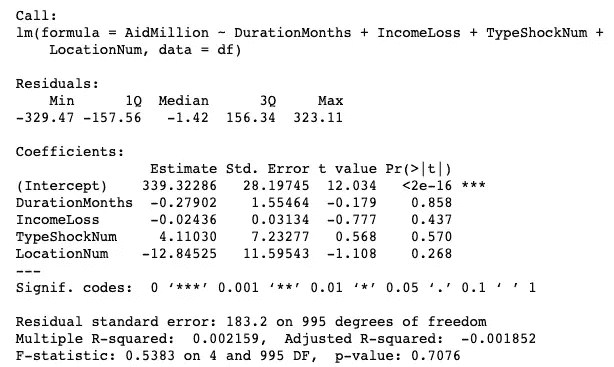 Call:
lm(formula = AidMillion ~ DurationMonths + IncomeLoss + TypeShockNum +
    LocationNum, data = df)
Residuals:
    Min      1Q  Median      3Q     Max
-329.47 -157.56   -1.42  156.34  323.11
Coefficients:
                Estimate Std. Error t value Pr(>|t|)
(Intercept)    339.32286   28.19745  12.034   <2e-16 ***
DurationMonths  -0.27902    1.55464  -0.179    0.858
IncomeLoss      -0.02436    0.03134  -0.777    0.437
TypeShockNum     4.11030    7.23277   0.568    0.570
LocationNum    -12.84525   11.59543  -1.108    0.268
---
Signif. codes:  0 ‘***’ 0.001 ‘**’ 0.01 ‘*’ 0.05 ‘.’ 0.1 ‘ ’ 1
Residual standard error: 183.2 on 995 degrees of freedom
Multiple R-squared:  0.002159,	Adjusted R-squared:  -0.001852
F-statistic: 0.5383 on 4 and 995 DF,  p-value: 0.7076